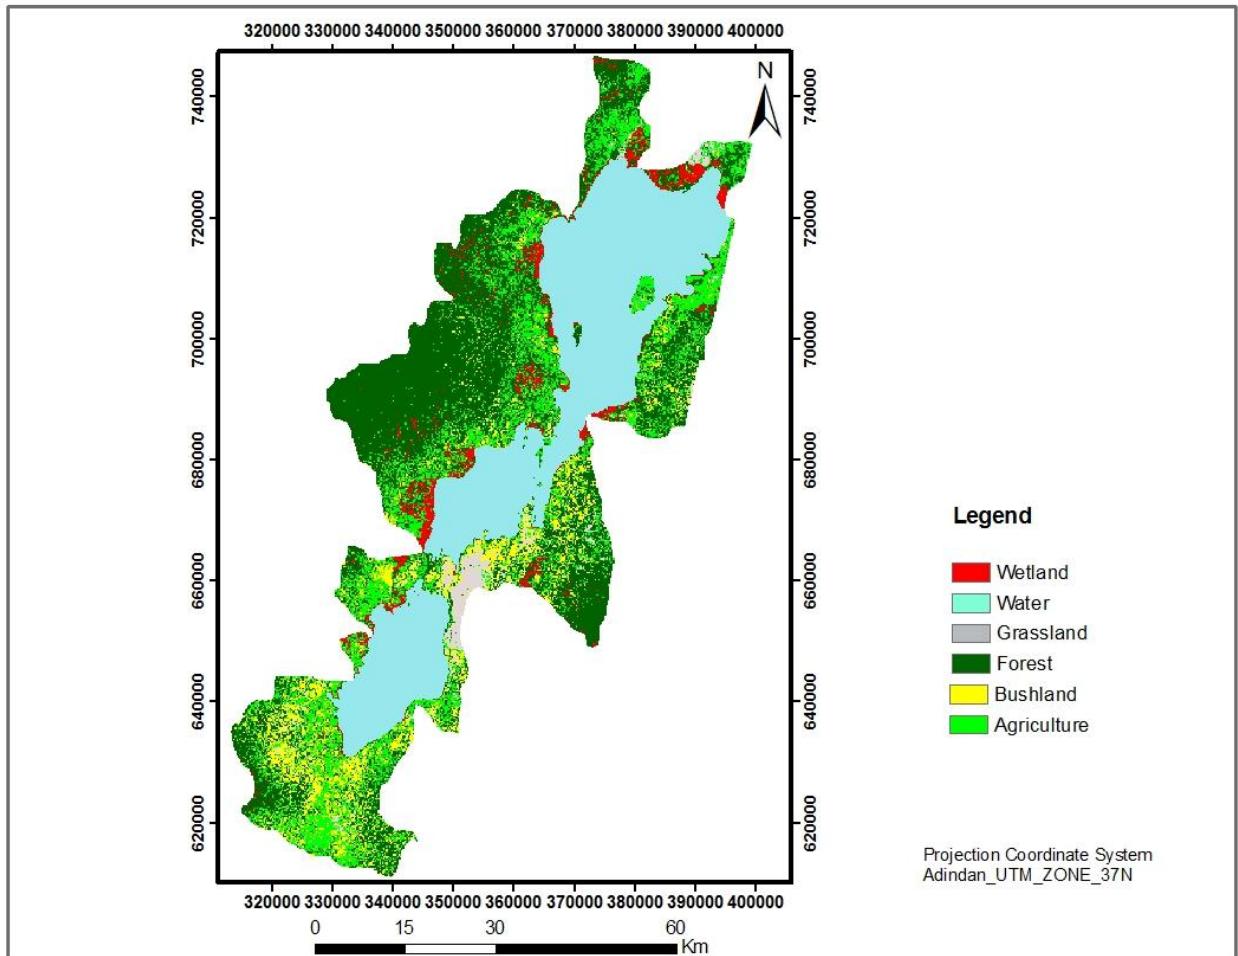 320000 330000 340000 350000 360000 370000 380000 390000 400000
N
740000
740000
720000
720000
700000
700000
680000
680000
660000
660000
640000
640000
620000
620000
Legend
Wetland
Water
Grassland
Forest
Bushland
Agriculture
Projection Coordinate System
Adindan_UTM_ZONE_37N
320000 330000 340000 350000 360000 370000 380000 390000 400000
0 15 30 60
Km